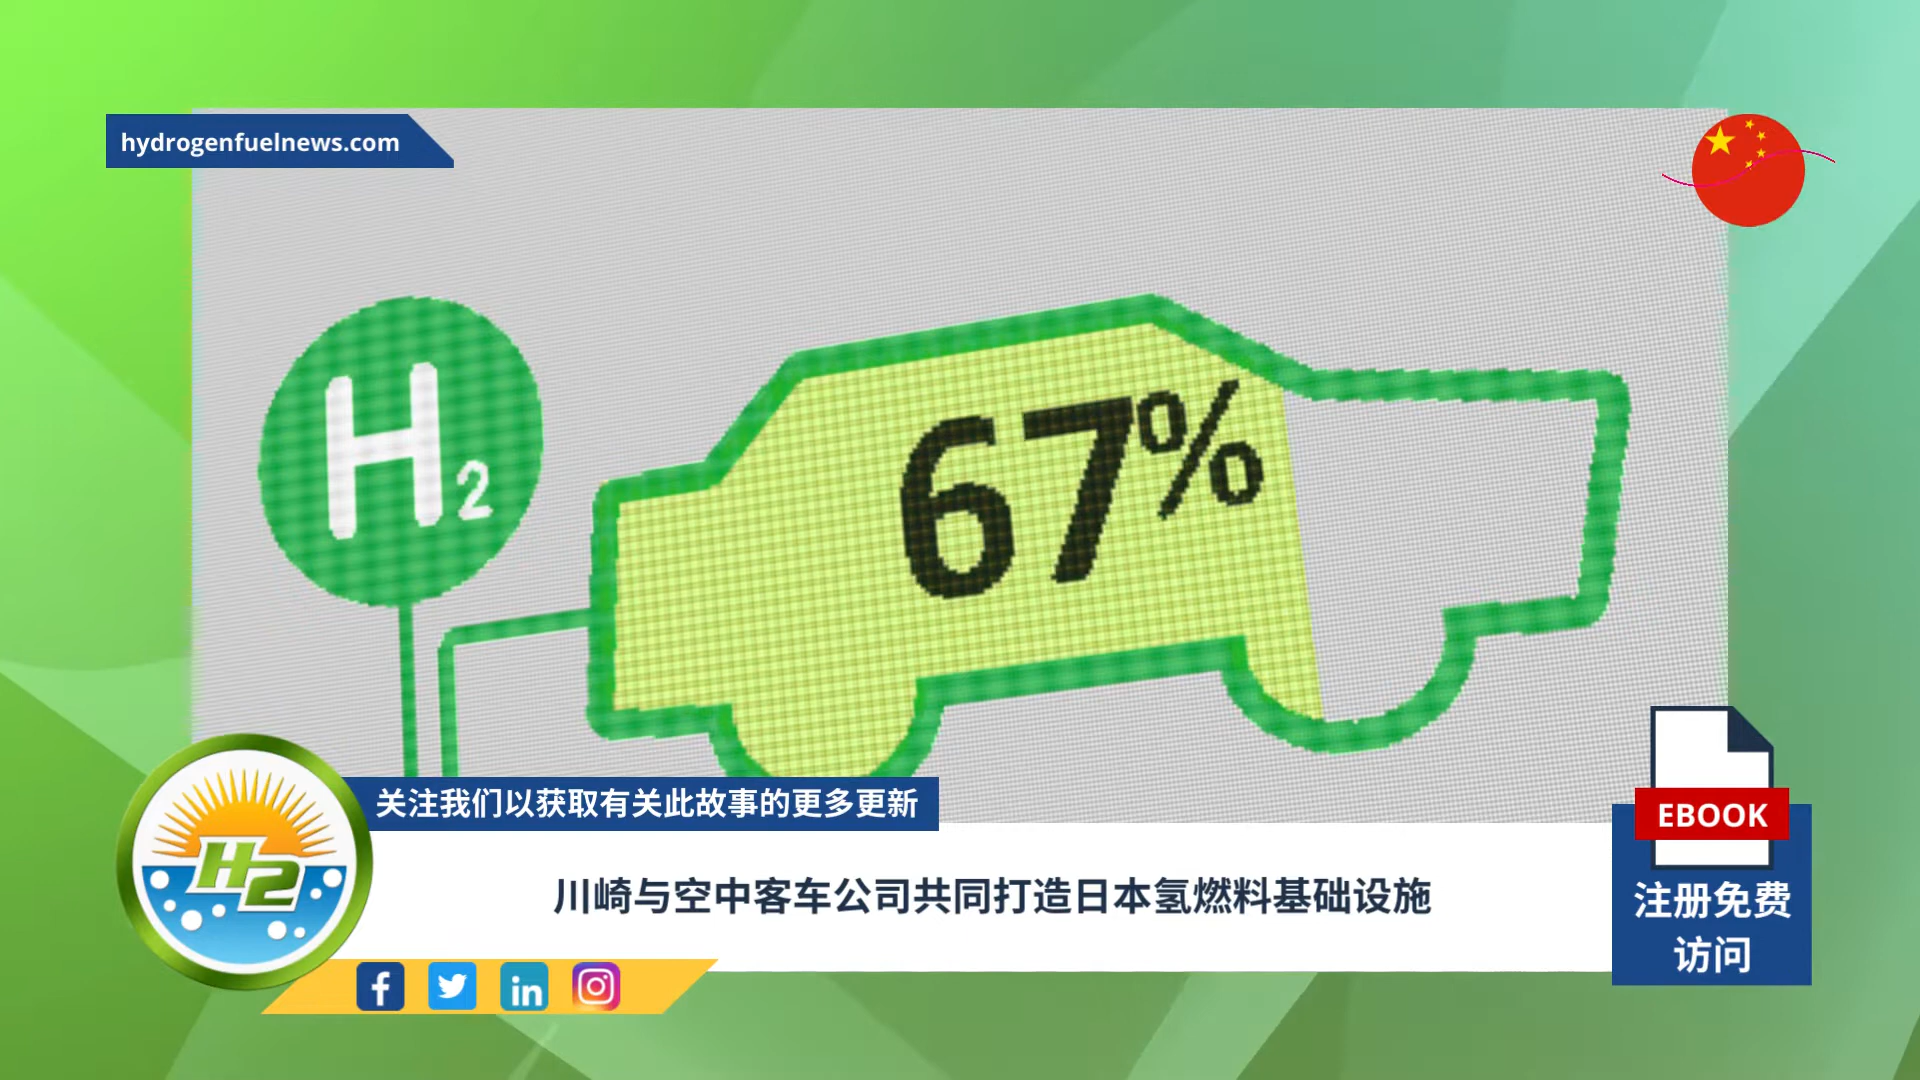 hydrogenfuelnews.com
H2
67%
关注我们以获取有关此故事的更多更新
H2
川崎与空中客车公司共同打造日本氢燃料基础设施
EBOOK
注册免费
访问
f
in